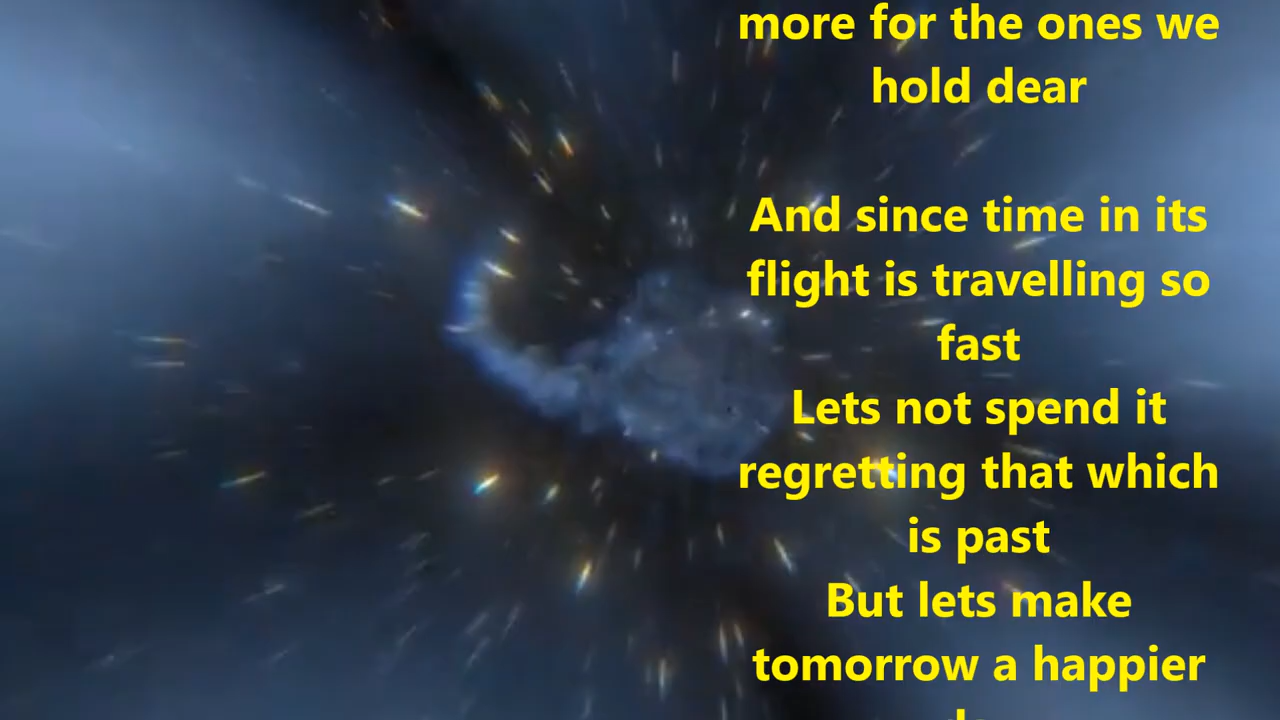 more for the ones we
hold dear
And since time in its
flight is travelling so
fast
Lets not spend it
regretting that which
is past
But lets make
tomorrow a happier